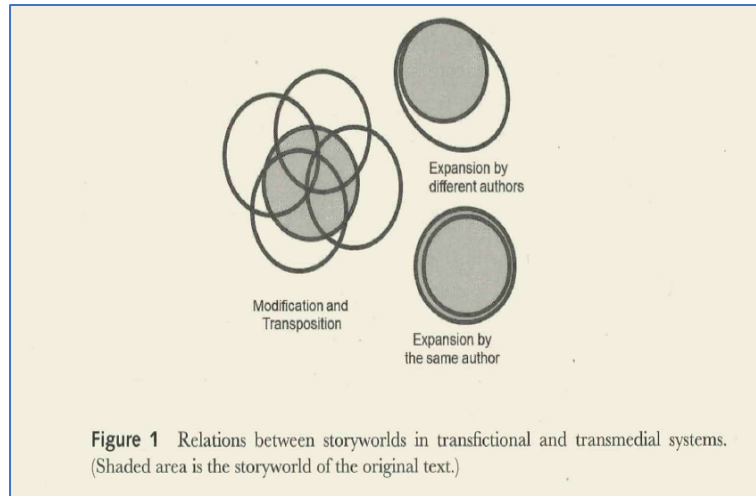 Expansion by
different authors
Modification and
Transposition
Expansion by
the same author
Figure 1 Relations between storyworlds in transfictional and transmedial systems.
(Shaded area is the storyworld of the original text.)